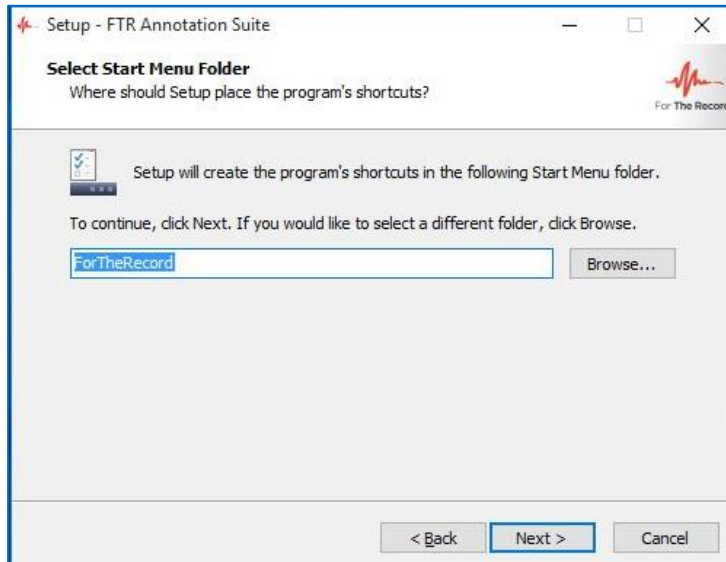 Setup - FTR Annotation Suite
Select Start Menu Folder
Where should Setup place the program's shortcuts?
For The Record
Setup will create the program's shortcuts in the following Start Menu folder.
To continue, click Next. If you would like to select a different folder, click Browse.
ForTheRecord
Browse...
< Back
Next >
Cancel